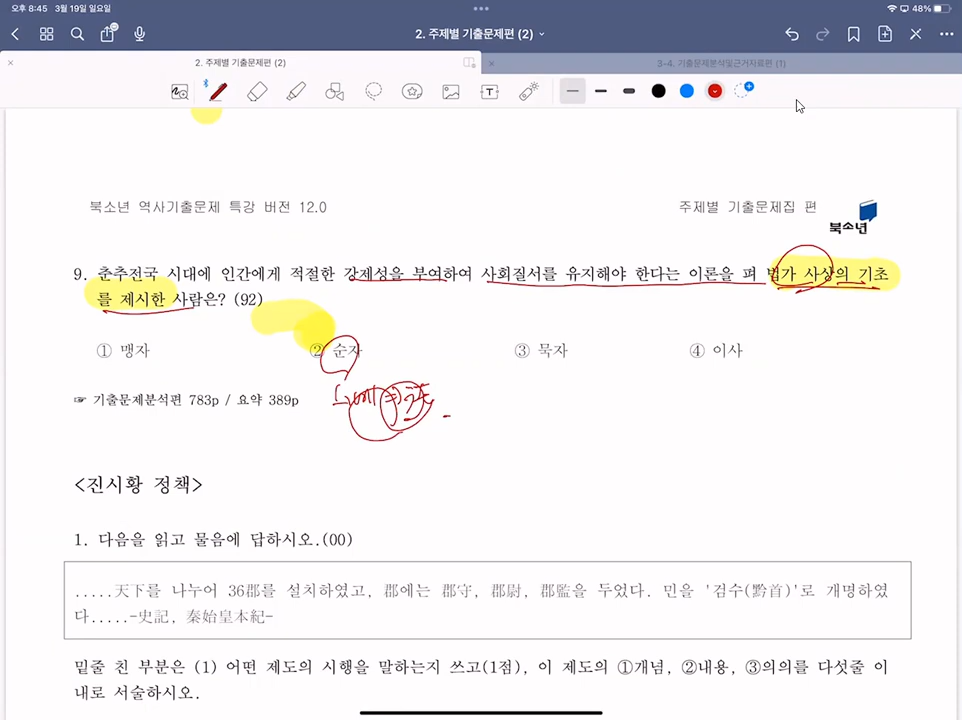 오후 8:45 3월 19일 일요일
48%
2. 주제별 기출문제편 (2)
2. 주제별 기출문제편 (2)
3-4. 기출문제분석및근거자료편 (1)
북소년 역사기출문제 특강 버전 12.0
주제별 기출문제집 편
북소년
9. 춘추전국 시대에 인간에게 적절한 강제성을 부여하여 사회질서를 유지해야 한다는 이론을 펴 법가 사상의 기초
를 제시한 사람은? (92)
① 맹자 ② 순자 ③ 묵자 ④ 이사
☞ 기출문제분석편 783p / 요약 389p
<진시황 정책>
1. 다음을 읽고 물음에 답하시오.(00)
.....天下를 나누어 36郡를 설치하였고, 郡에는 郡守, 郡尉, 郡監을 두었다. 민을 '검수(黔首)'로 개명하였
다.....-史記, 秦始皇本紀-
밑줄 친 부분은 (1) 어떤 제도의 시행을 말하는지 쓰고(1점), 이 제도의 ①개념, ②내용, ③의의를 다섯줄 이
내로 서술하시오.